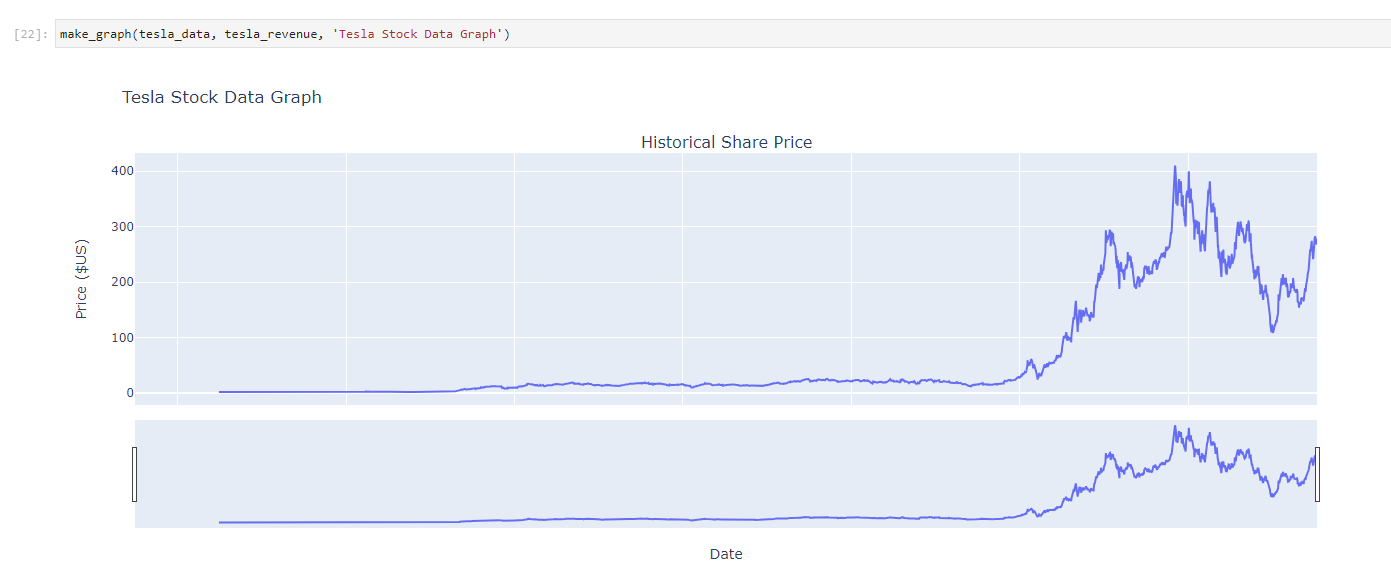 [22]: make_graph(tesla_data, tesla_revenue, 'Tesla Stock Data Graph')
Tesla Stock Data Graph
Historical Share Price
400
300
200
100
0
Price ($US)
Date